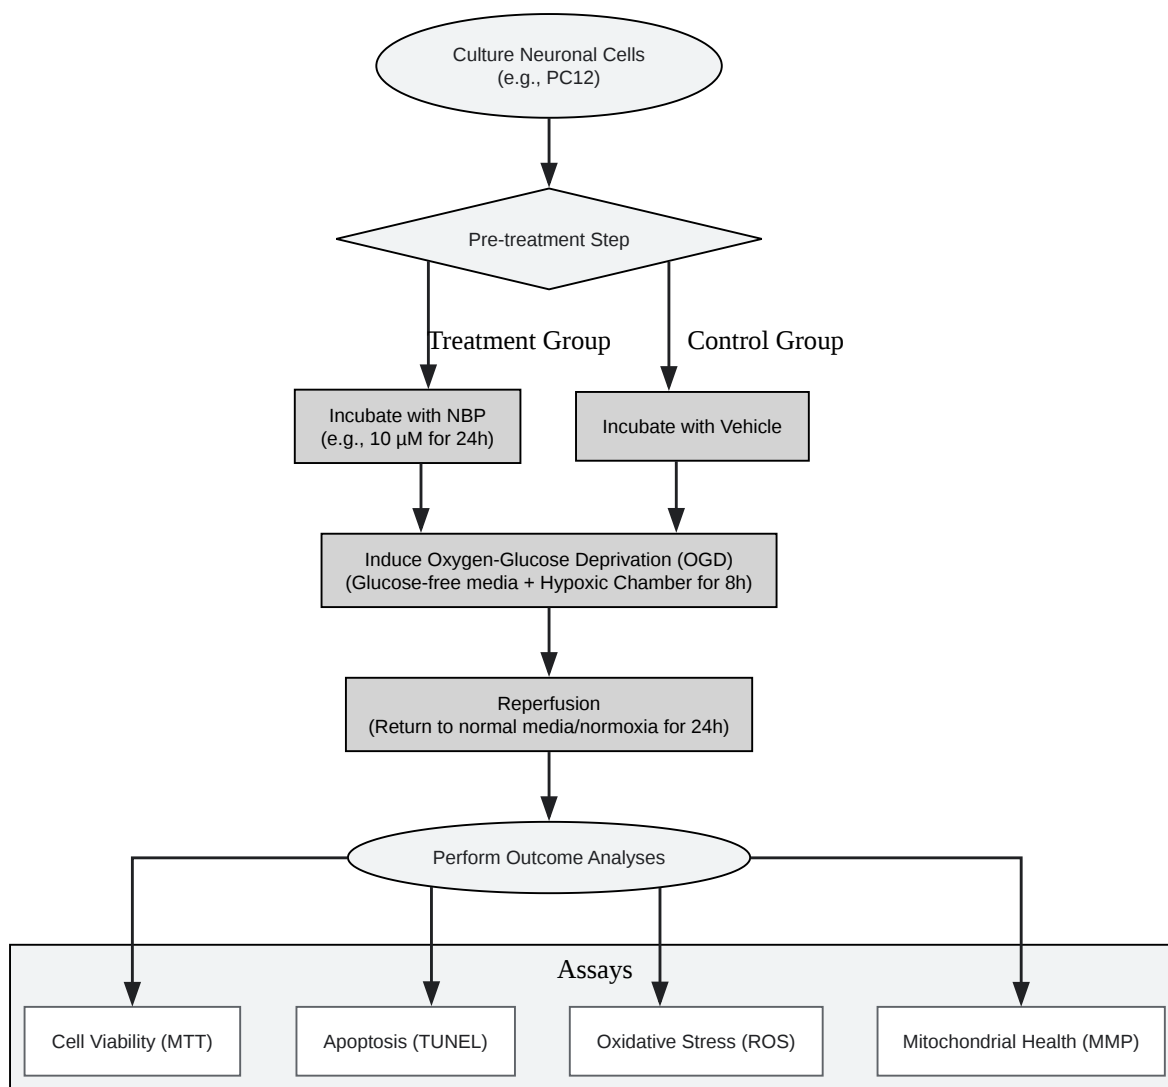 Culture Neuronal Cells
(e.g., PC12)
Pre-treatment Step
Treatment Group
Control Group
Incubate with NBP
(e.g., 10 µM for 24h)
Incubate with Vehicle
Induce Oxygen-Glucose Deprivation (OGD)
(Glucose-free media + Hypoxic Chamber for 8h)
Reperfusion
(Return to normal media/normoxia for 24h)
Perform Outcome Analyses
Assays
Cell Viability (MTT)
Apoptosis (TUNEL)
Oxidative Stress (ROS)
Mitochondrial Health (MMP)